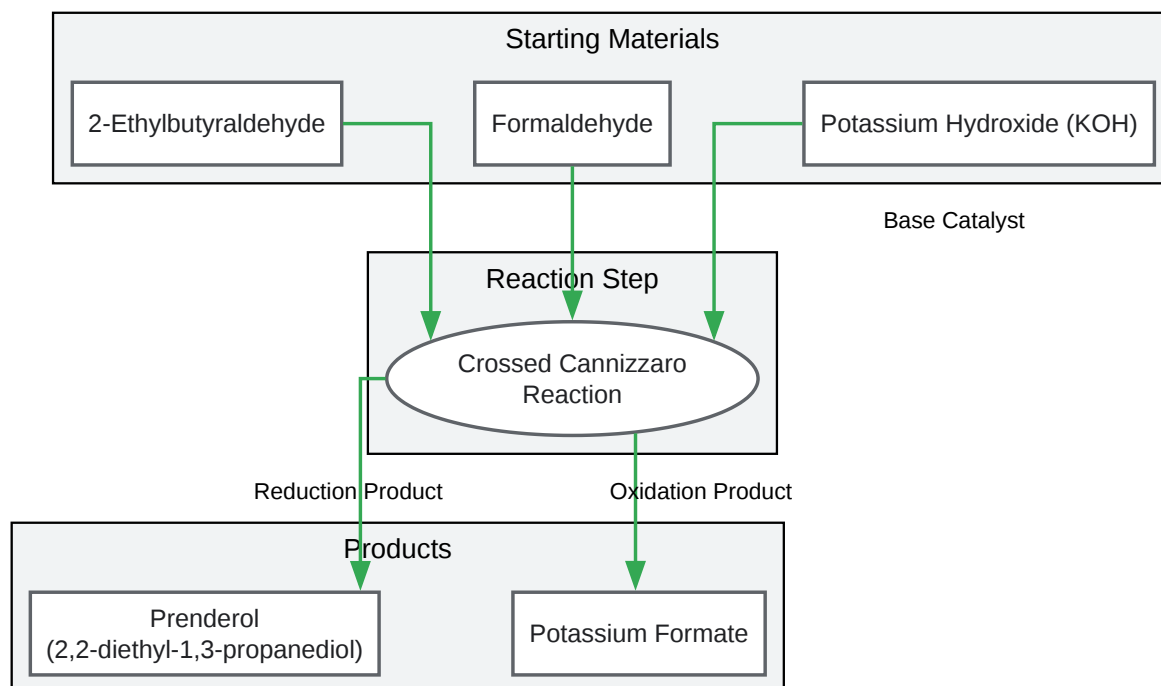 Starting Materials
2-Ethylbutyraldehyde
Formaldehyde
Potassium Hydroxide (KOH)
Base Catalyst
Reaction Step
Crossed Cannizzaro
Reaction
Reduction Product
Oxidation Product
Products
Prenderol
(2,2-diethyl-1,3-propanediol)
Potassium Formate